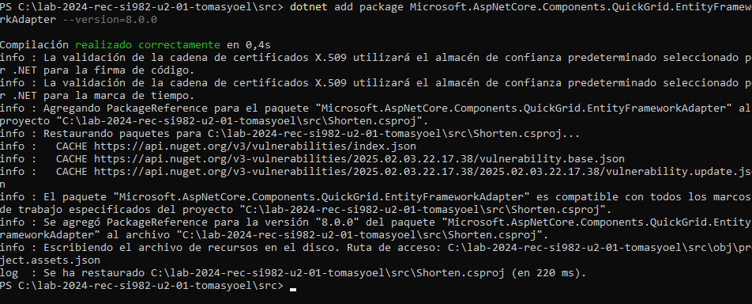 PS C:\lab-2024-rec-si982-u2-01-tomasyoel\src> dotnet add package Microsoft.AspNetCore.Components.QuickGrid.EntityFramewo
rkAdapter --version=8.0.0
Compilación realizado correctamente en 0,4s
info : La validación de la cadena de certificados X.509 utilizará el almacén de confianza predeterminado seleccionado po
r .NET para la firma de código.
info : La validación de la cadena de certificados X.509 utilizará el almacén de confianza predeterminado seleccionado po
r .NET para la marca de tiempo.
info : Agregando PackageReference para el paquete "Microsoft.AspNetCore.Components.QuickGrid.EntityFrameworkAdapter" al
proyecto "C:\lab-2024-rec-si982-u2-01-tomasyoel\src\Shorten.csproj".
info : Restaurando paquetes para C:\lab-2024-rec-si982-u2-01-tomasyoel\src\Shorten.csproj...
info :   CACHE https://api.nuget.org/v3/vulnerabilities/index.json
info :   CACHE https://api.nuget.org/v3-vulnerabilities/2025.02.03.22.17.38/vulnerability.base.json
info :   CACHE https://api.nuget.org/v3-vulnerabilities/2025.02.03.22.17.38/2025.02.03.22.17.38/vulnerability.update.jso
n
info : El paquete "Microsoft.AspNetCore.Components.QuickGrid.EntityFrameworkAdapter" es compatible con todos los marcos
de trabajo especificados del proyecto "C:\lab-2024-rec-si982-u2-01-tomasyoel\src\Shorten.csproj".
info : Se agregó PackageReference para la versión "8.0.0" del paquete "Microsoft.AspNetCore.Components.QuickGrid.EntityF
rameworkAdapter" al archivo "C:\lab-2024-rec-si982-u2-01-tomasyoel\src\Shorten.csproj".
info : Escribiendo el archivo de recursos en el disco. Ruta de acceso: C:\lab-2024-rec-si982-u2-01-tomasyoel\src\obj\pro
ject.assets.json
log  : Se ha restaurado C:\lab-2024-rec-si982-u2-01-tomasyoel\src\Shorten.csproj (en 220 ms).
PS C:\lab-2024-rec-si982-u2-01-tomasyoel\src>